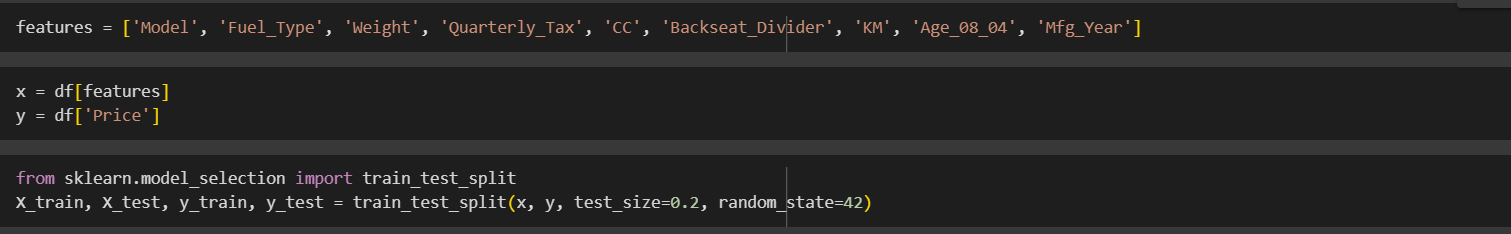 features = ['Model', 'Fuel_Type', 'Weight', 'Quarterly_Tax', 'CC', 'Backseat_Divider', 'KM', 'Age_08_04', 'Mfg_Year']
x = df[features]
y = df['Price']
from sklearn.model_selection import train_test_split
X_train, X_test, y_train, y_test = train_test_split(x, y, test_size=0.2, random_state=42)